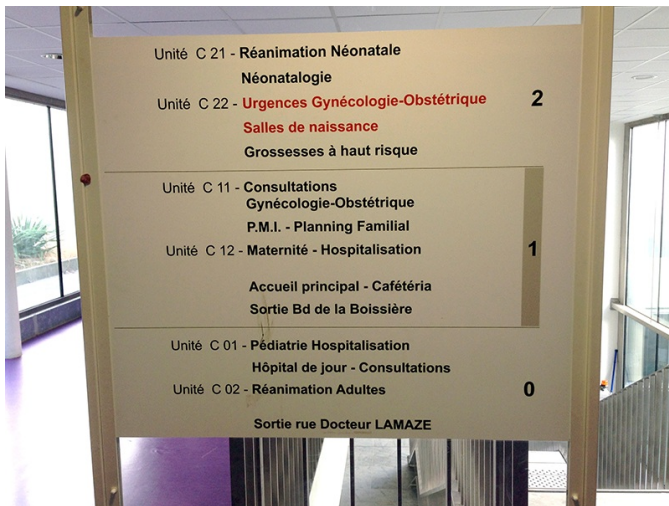 Unité C 21 - Réanimation Néonatale
Néonatalogie
Unité C 22 - Urgences Gynécologie-Obstétrique
2
Salles de naissance
Grossesses à haut risque
Unité C 11 - Consultations
Gynécologie-Obstétrique
P.M.I. - Planning Familial
Unité C 12 - Maternité - Hospitalisation
1
Accueil principal - Cafétéria
Sortie Bd de la Boissière
Unité C 01 - Pédiatrie Hospitalisation
Hôpital de jour - Consultations
Unité C 02 - Réanimation Adultes
0
Sortie rue Docteur LAMAZE